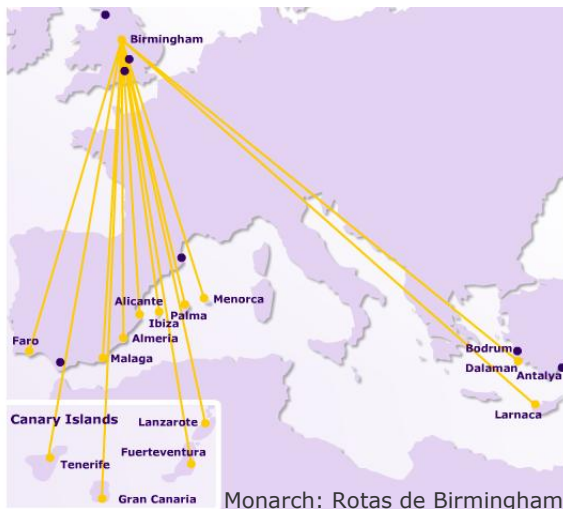 Birmingham
Menorca
Alicante
Palma
Ibiza
Faro
Almeria
Malaga
Bodrum
Dalaman
Antalya
Larnaca
Canary Islands
Lanzarote
Fuerteventura
Tenerife
Gran Canaria
Monarch: Rotas de Birmingham